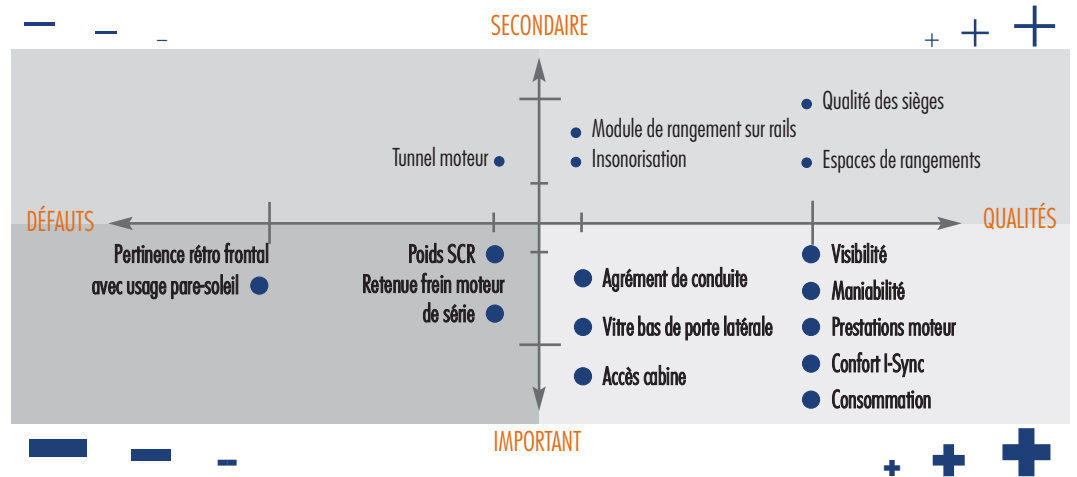 SECONDAIRE
Qualité des sièges
Module de rangement sur rails
Tunnel moteur
Insonorisation
Espaces de rangements
DÉFAUTS
QUALITÉS
Pertinence rétro frontal
avec usage pare-soleil
Poids SCR
Retenue frein moteur
de série
Agrément de conduite
Vitre bas de porte latérale
Accès cabine
Visibilité
Maniabilité
Prestations moteur
Confort I-Sync
Consommation
IMPORTANT